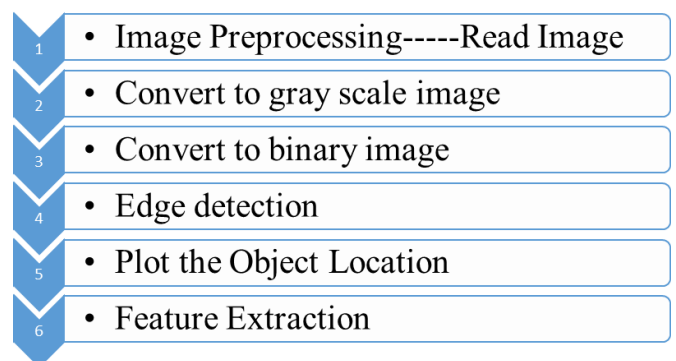 1 • Image Preprocessing-----Read Image
2 • Convert to gray scale image
3 • Convert to binary image
4 • Edge detection
5 • Plot the Object Location
6 • Feature Extraction